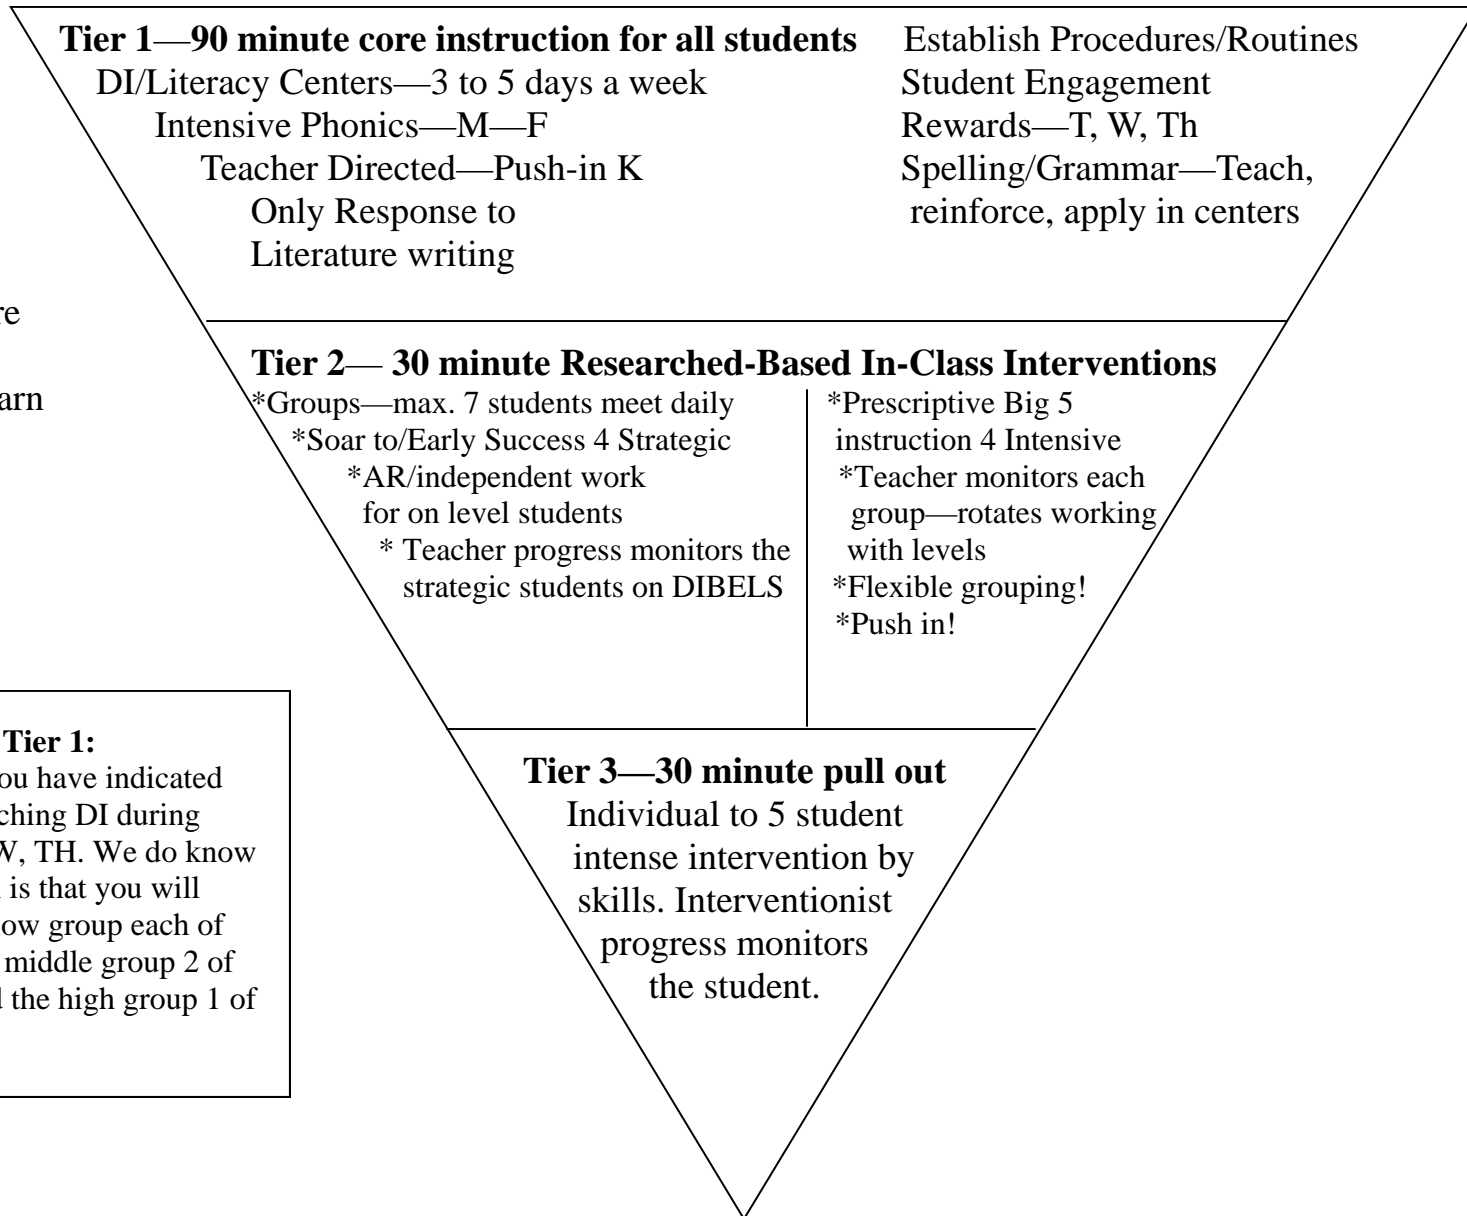 Tier 1—90 minute core instruction for all students
DI/Literacy Centers—3 to 5 days a week
Intensive Phonics—M—F
Teacher Directed—Push-in K
Only Response to
Literature writing
Establish Procedures/Routines
Student Engagement
Rewards—T, W, Th
Spelling/Grammar—Teach,
reinforce, apply in centers
re
arn
Tier 2— 30 minute Researched-Based In-Class Interventions
*Groups—max. 7 students meet daily
*Soar to/Early Success 4 Strategic
*AR/independent work
for on level students
* Teacher progress monitors the
strategic students on DIBELS
*Prescriptive Big 5
instruction 4 Intensive
*Teacher monitors each
group—rotates working
with levels
*Flexible grouping!
*Push in!
Tier 1:
ou have indicated
ching DI during
W, TH. We do know
is that you will
ow group each of
middle group 2 of
the high group 1 of
Tier 3—30 minute pull out
Individual to 5 student
intense intervention by
skills. Interventionist
progress monitors
the student.